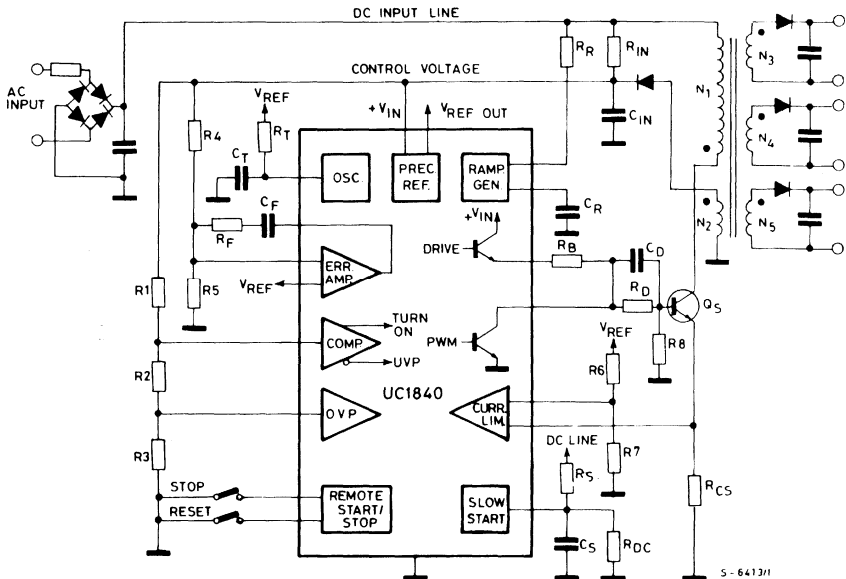 DC INPUT LINE
AC INPUT
CONTROL VOLTAGE
RR
RIN
N1
N3
VREF
+VIN
VREF OUT
CIN
R4
RT
CT
OSC.
PREC. REF.
RAMP. GEN.
N4
CF
CR
N2
N5
RF
+VIN
DRIVE
RB
CD
ERR. AMP.
VREF
RD
QS
R1
R5
TURN ON
COMP.
UVP
PWM
VREF
R8
R6
R2
UC1840
OVP
CURR. LIM.
R3
DC LINE
R7
RS
RCS
STOP
RESET
REMOTE START/ STOP
SLOW START
CS
RDC
S-6413/1